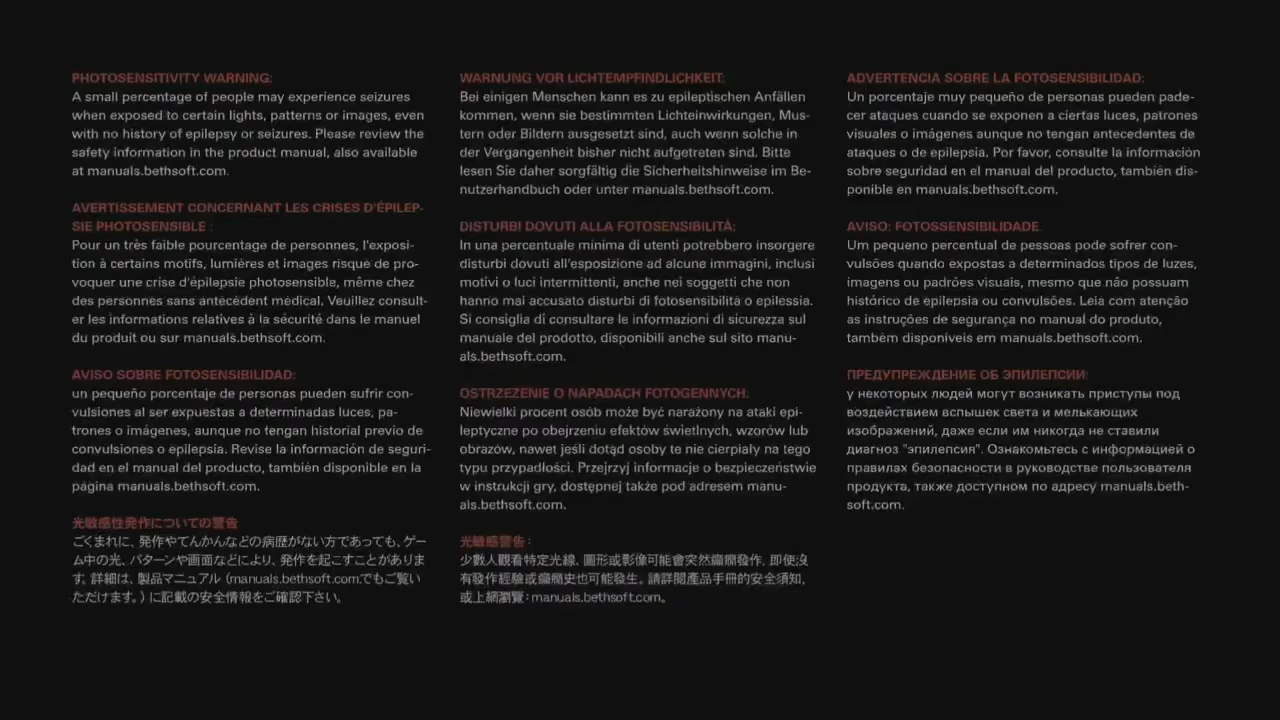 PHOTOSENSITIVITY WARNING:
A small percentage of people may experience seizures
when exposed to certain lights, patterns or images, even
with no history of epilepsy or seizures. Please review the
safety information in the product manual, also available
at manuals.bethsoft.com.
AVERTISSEMENT CONCERNANT LES CRISES D'ÉPILEP-
SIE PHOTOSENSIBLE :
Pour un très faible pourcentage de personnes, l'exposi-
tion à certains motifs, lumières et images risque de pro-
voquer une crise d'épilepsie photosensible, même chez
des personnes sans antécédent médical. Veuillez consult-
er les informations relatives à la sécurité dans le manuel
du produit ou sur manuals.bethsoft.com.
AVISO SOBRE FOTOSENSIBILIDAD:
un pequeño porcentaje de personas pueden sufrir con-
vulsiones al ser expuestas a determinadas luces, pa-
trones o imágenes, aunque no tengan historial previo de
convulsiones o epilepsia. Revise la información de seguri-
dad en el manual del producto, también disponible en la
página manuals.bethsoft.com.
光敏感性発作についての警告
ごくまれに、発作やてんかんなどの病歴がない方であっても、ゲー
ム中の光、パターンや画面などにより、発作を起こすことがありま
す。詳細は、製品マニュアル（manuals.bethsoft.comでもご覧い
ただけます。）に記載の安全情報をご確認下さい。
WARNUNG VOR LICHTEMPFINDLICHKEIT:
Bei einigen Menschen kann es zu epileptischen Anfällen
kommen, wenn sie bestimmten Lichteinwirkungen, Mus-
tern oder Bildern ausgesetzt sind, auch wenn solche in
der Vergangenheit bisher nicht aufgetreten sind. Bitte
lesen Sie daher sorgfältig die Sicherheitshinweise im Be-
nutzerhandbuch oder unter manuals.bethsoft.com.
DISTURBI DOVUTI ALLA FOTOSENSIBILITÀ:
In una percentuale minima di utenti potrebbero insorgere
disturbi dovuti all'esposizione ad alcune immagini, inclusi
motivi o luci intermittenti, anche nei soggetti che non
hanno mai accusato disturbi di fotosensibilità o epilessia.
Si consiglia di consultare le informazioni di sicurezza sul
manuale del prodotto, disponibili anche sul sito manu-
als.bethsoft.com.
OSTRZEŻENIE O NAPADACH FOTOGENNYCH:
Niewielki procent osób może być narażony na ataki epi-
leptyczne po obejrzeniu efektów świetlnych, wzorów lub
obrazów, nawet jeśli dotąd osoby te nie cierpiały na tego
typu przypadłości. Przejrzyj informacje o bezpieczeństwie
w instrukcji gry, dostępnej także pod adresem manu-
als.bethsoft.com.
光敏感警告：
少數人觀看特定光線、圖形或影像可能會突然癲癇發作，即使沒
有發作經驗或癲癇史也可能發生。請詳閱產品手冊的安全須知，
或上網瀏覽：manuals.bethsoft.com。
ADVERTENCIA SOBRE LA FOTOSENSIBILIDAD:
Un porcentaje muy pequeño de personas pueden pade-
cer ataques cuando se exponen a ciertas luces, patrones
visuales o imágenes aunque no tengan antecedentes de
ataques o de epilepsia. Por favor, consulte la información
sobre seguridad en el manual del producto, también dis-
ponible en manuals.bethsoft.com.
AVISO: FOTOSSENSIBILIDADE
Um pequeno percentual de pessoas pode sofrer con-
vulsões quando expostas a determinados tipos de luzes,
imagens ou padrões visuais, mesmo que não possuam
histórico de epilepsia ou convulsões. Leia com atenção
as instruções de segurança no manual do produto,
também disponíveis em manuals.bethsoft.com.
ПРЕДУПРЕЖДЕНИЕ ОБ ЭПИЛЕПСИИ:
у некоторых людей могут возникать приступы под
воздействием вспышек света и мелькающих
изображений, даже если им никогда не ставили
диагноз "эпилепсия". Ознакомьтесь с информацией о
правилах безопасности в руководстве пользователя
продукта, также доступном по адресу manuals.beth-
soft.com.